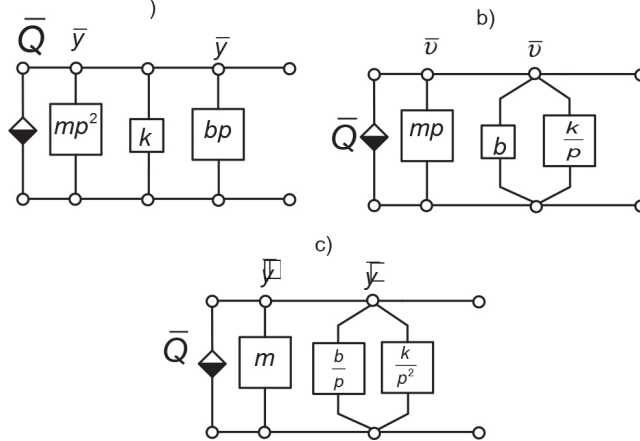 )
Q̅ y̅ y̅
mp² k bp
b)
v̅ v̅
Q̅ mp b k/p
c)
y̅ y̅
Q̅ m b/p k/p²